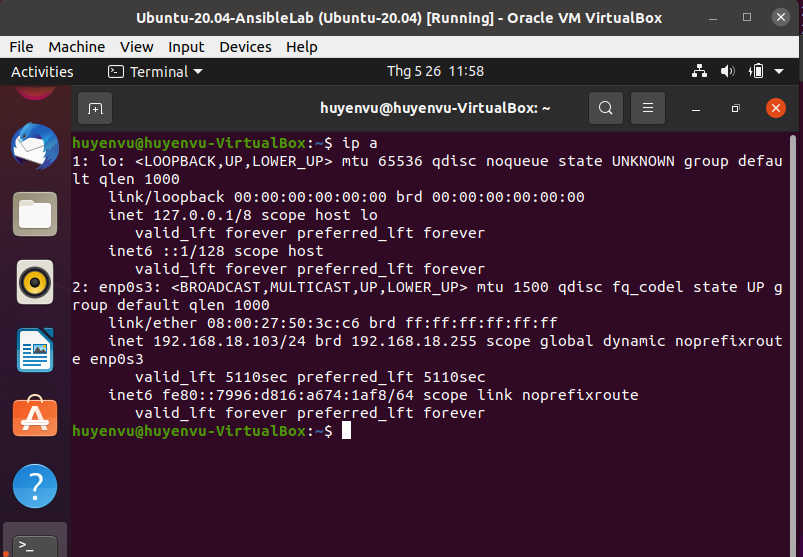 Ubuntu-20.04-AnsibleLab (Ubuntu-20.04) [Running] - Oracle VM VirtualBox
File Machine View Input Devices Help
Activities Terminal Thg 5 26 11:58
huyenvu@huyenvu-VirtualBox: ~
huyenvu@huyenvu-VirtualBox:~$ ip a
1: lo: <LOOPBACK,UP,LOWER_UP> mtu 65536 qdisc noqueue state UNKNOWN group defau
lt qlen 1000
    link/loopback 00:00:00:00:00:00 brd 00:00:00:00:00:00
    inet 127.0.0.1/8 scope host lo
       valid_lft forever preferred_lft forever
    inet6 ::1/128 scope host
       valid_lft forever preferred_lft forever
2: enp0s3: <BROADCAST,MULTICAST,UP,LOWER_UP> mtu 1500 qdisc fq_codel state UP g
roup default qlen 1000
    link/ether 08:00:27:50:3c:c6 brd ff:ff:ff:ff:ff:ff
    inet 192.168.18.103/24 brd 192.168.18.255 scope global dynamic noprefixrout
e enp0s3
       valid_lft 5110sec preferred_lft 5110sec
    inet6 fe80::7996:d816:a674:1af8/64 scope link noprefixroute
       valid_lft forever preferred_lft forever
huyenvu@huyenvu-VirtualBox:~$